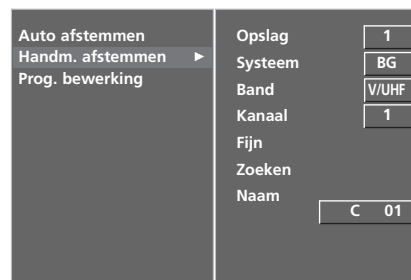 Auto afstemmen
Handm. afstemmen ►
Prog. bewerking
Opslag 1
Systeem BG
Band V/UHF
Kanaal 1
Fijn
Zoeken
Naam
C 01